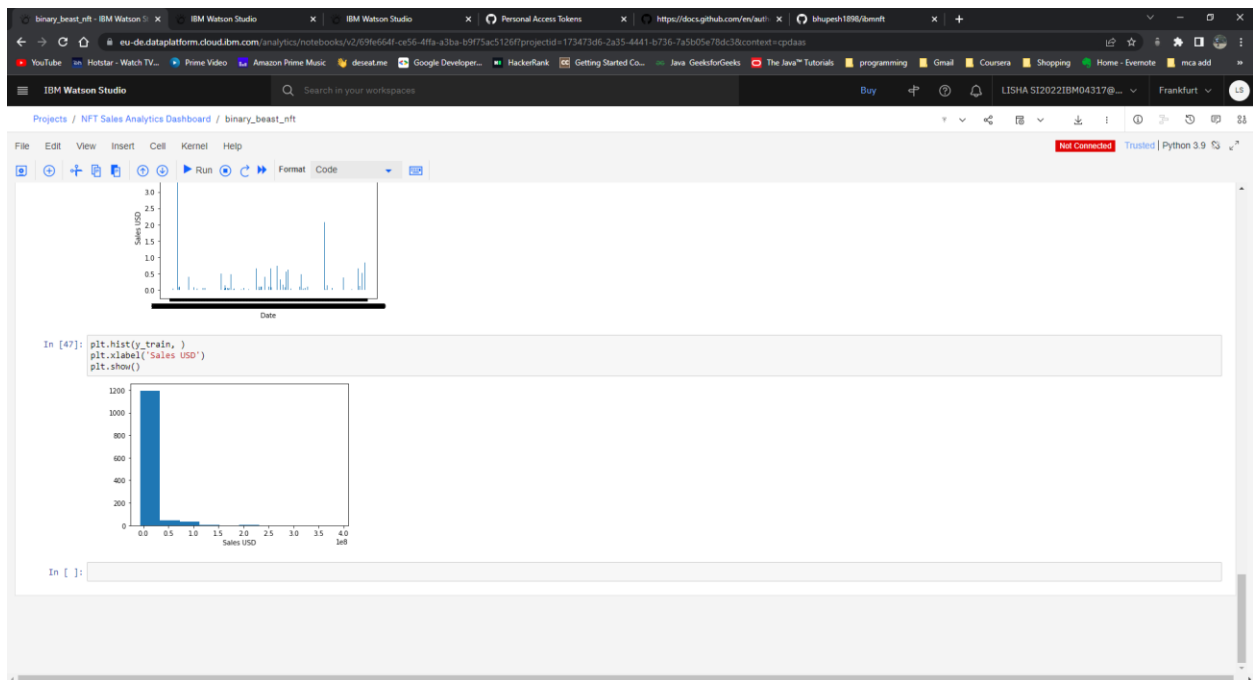 binary_beast_nft - IBM Watson S
IBM Watson Studio
IBM Watson Studio
Personal Access Tokens
https://docs.github.com/en/auth
bhupesh1898/ibmnft
eu-de.dataplatform.cloud.ibm.com/analytics/notebooks/v2/69fe664f-ce56-4ffa-a3ba-b9f75ac5126f?projectid=173473d6-2a35-4441-b736-7a5b05e78dc3&context=cpdaas
YouTube Hotstar - Watch TV... Prime Video Amazon Prime Music deseat.me Google Developer... HackerRank Getting Started Co... Java GeeksforGeeks The Java™ Tutorials programming Gmail Coursera Shopping Home - Evernote mca add
IBM Watson Studio
Search in your workspaces
Buy
LISHA SI2022IBM04317@...
Frankfurt
LS
Projects / NFT Sales Analytics Dashboard / binary_beast_nft
File Edit View Insert Cell Kernel Help
Not Connected Trusted | Python 3.9
Run Format Code
3.0
2.5
2.0
1.5
1.0
0.5
0.0
Sales USD
Date
In [47]: plt.hist(y_train, )
plt.xlabel('Sales USD')
plt.show()
1200
1000
800
600
400
200
0
0.0 0.5 1.0 1.5 2.0 2.5 3.0 3.5 4.0
Sales USD 1e8
In [ ]: